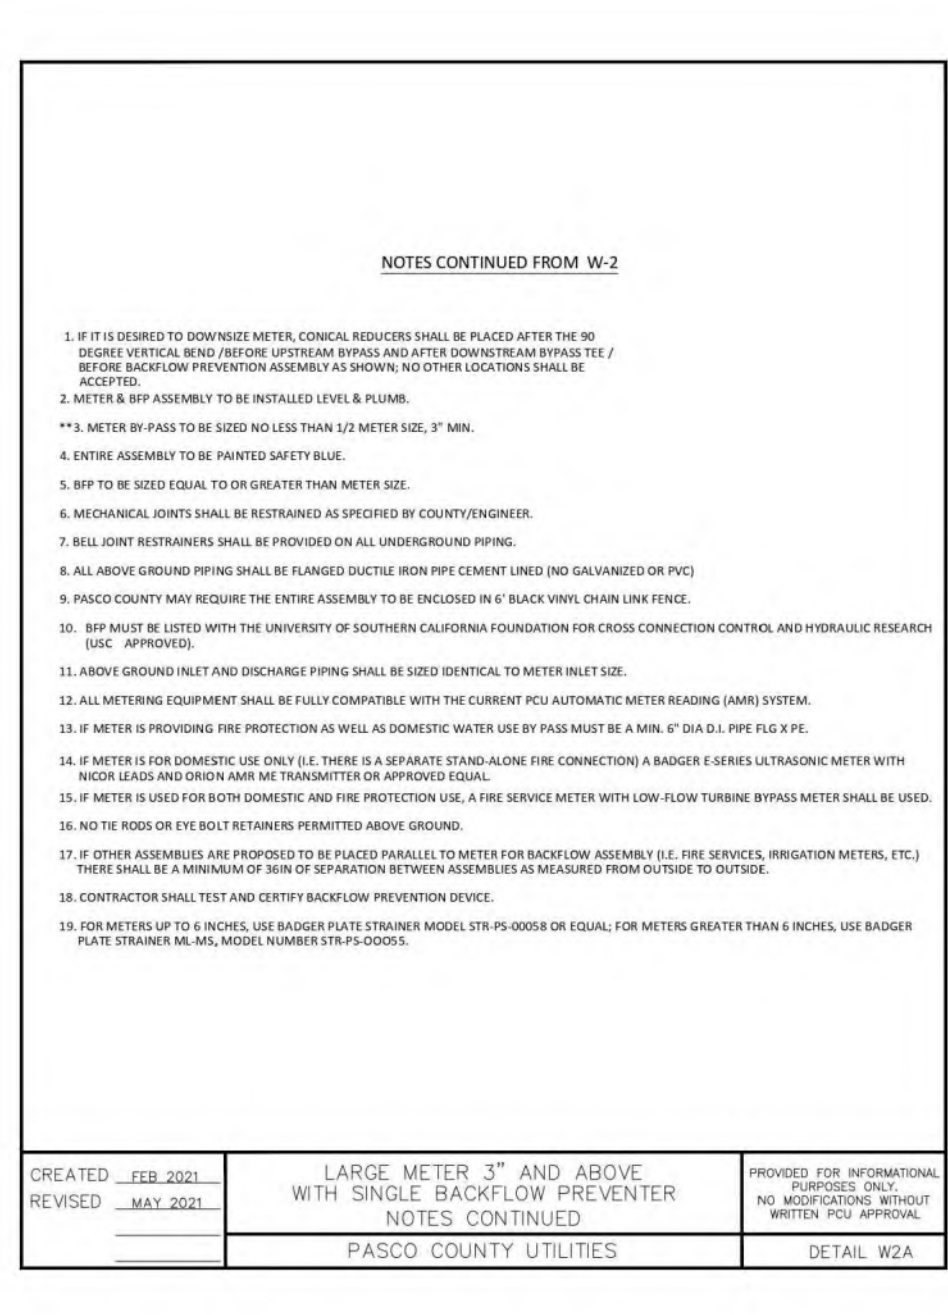 NOTES CONTINUED FROM W-2
1. IF IT IS DESIRED TO DOWNSIZE METER, CONICAL REDUCERS SHALL BE PLACED AFTER THE 90
DEGREE VERTICAL BEND /BEFORE UPSTREAM BYPASS AND AFTER DOWNSTREAM BYPASS TEE /
BEFORE BACKFLOW PREVENTION ASSEMBLY AS SHOWN; NO OTHER LOCATIONS SHALL BE
ACCEPTED.
2. METER & BFP ASSEMBLY TO BE INSTALLED LEVEL & PLUMB.
**3. METER BY-PASS TO BE SIZED NO LESS THAN 1/2 METER SIZE, 3" MIN.
4. ENTIRE ASSEMBLY TO BE PAINTED SAFETY BLUE.
5. BFP TO BE SIZED EQUAL TO OR GREATER THAN METER SIZE.
6. MECHANICAL JOINTS SHALL BE RESTRAINED AS SPECIFIED BY COUNTY/ENGINEER.
7. BELL JOINT RESTRAINERS SHALL BE PROVIDED ON ALL UNDERGROUND PIPING.
8. ALL ABOVE GROUND PIPING SHALL BE FLANGED DUCTILE IRON PIPE CEMENT LINED (NO GALVANIZED OR PVC)
9. PASCO COUNTY MAY REQUIRE THE ENTIRE ASSEMBLY TO BE ENCLOSED IN 6' BLACK VINYL CHAIN LINK FENCE.
10. BFP MUST BE LISTED WITH THE UNIVERSITY OF SOUTHERN CALIFORNIA FOUNDATION FOR CROSS CONNECTION CONTROL AND HYDRAULIC RESEARCH
(USC APPROVED).
11. ABOVE GROUND INLET AND DISCHARGE PIPING SHALL BE SIZED IDENTICAL TO METER INLET SIZE.
12. ALL METERING EQUIPMENT SHALL BE FULLY COMPATIBLE WITH THE CURRENT PCU AUTOMATIC METER READING (AMR) SYSTEM.
13. IF METER IS PROVIDING FIRE PROTECTION AS WELL AS DOMESTIC WATER USE BY PASS MUST BE A MIN. 6" DIA D.I. PIPE FLG X PE.
14. IF METER IS FOR DOMESTIC USE ONLY (I.E. THERE IS A SEPARATE STAND-ALONE FIRE CONNECTION) A BADGER E-SERIES ULTRASONIC METER WITH
NICOR LEADS AND ORION AMR ME TRANSMITTER OR APPROVED EQUAL.
15. IF METER IS USED FOR BOTH DOMESTIC AND FIRE PROTECTION USE, A FIRE SERVICE METER WITH LOW-FLOW TURBINE BYPASS METER SHALL BE USED.
16. NO TIE RODS OR EYE BOLT RETAINERS PERMITTED ABOVE GROUND.
17. IF OTHER ASSEMBLIES ARE PROPOSED TO BE PLACED PARALLEL TO METER FOR BACKFLOW ASSEMBLY (I.E. FIRE SERVICES, IRRIGATION METERS, ETC.)
THERE SHALL BE A MINIMUM OF 36IN OF SEPARATION BETWEEN ASSEMBLIES AS MEASURED FROM OUTSIDE TO OUTSIDE.
18. CONTRACTOR SHALL TEST AND CERTIFY BACKFLOW PREVENTION DEVICE.
19. FOR METERS UP TO 6 INCHES, USE BADGER PLATE STRAINER MODEL STR-PS-00058 OR EQUAL; FOR METERS GREATER THAN 6 INCHES, USE BADGER
PLATE STRAINER ML-MS, MODEL NUMBER STR-PS-OOO55.
CREATED FEB 2021
REVISED MAY 2021
LARGE METER 3" AND ABOVE
WITH SINGLE BACKFLOW PREVENTER
NOTES CONTINUED
PASCO COUNTY UTILITIES
PROVIDED FOR INFORMATIONAL
PURPOSES ONLY.
NO MODIFICATIONS WITHOUT
WRITTEN PCU APPROVAL
DETAIL W2A